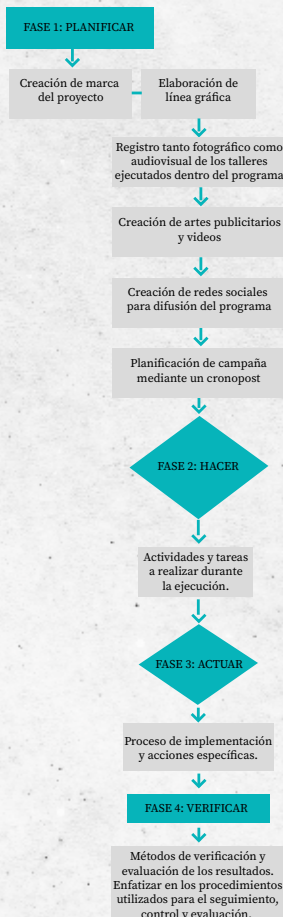 FASE 1: PLANIFICAR
Creación de marca
del proyecto
Elaboración de
línea gráfica
Registro tanto fotográfico como
audiovisual de los talleres
ejecutados dentro del programa
Creación de artes publicitarios
y videos
Creación de redes sociales
para difusión del programa
Planificación de campaña
mediante un cronopost
FASE 2: HACER
Actividades y tareas
a realizar durante
la ejecución.
FASE 3: ACTUAR
Proceso de implementación
y acciones específicas.
FASE 4: VERIFICAR
Métodos de verificación y
evaluación de los resultados.
Enfatizar en los procedimientos
utilizados para el seguimiento,
control y evaluación.